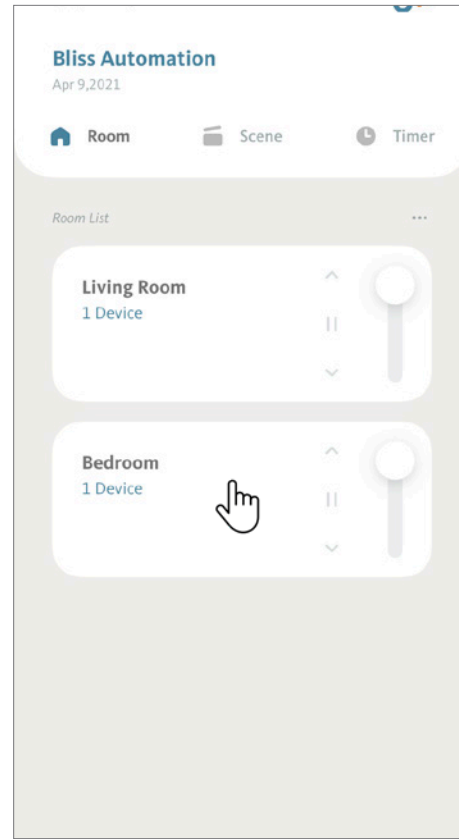 Bliss Automation
Apr 9,2021
Room Scene Timer
Room List
Living Room
1 Device
Bedroom
1 Device